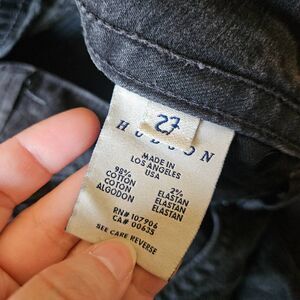 27
HUDSON
MADE IN
LOS ANGELES
USA
98% 2%
COTTON ELASTAN
COTON ELASTAN
ALGODON ELASTAN
RN# 107906
CA# 00635
SEE CARE REVERSE